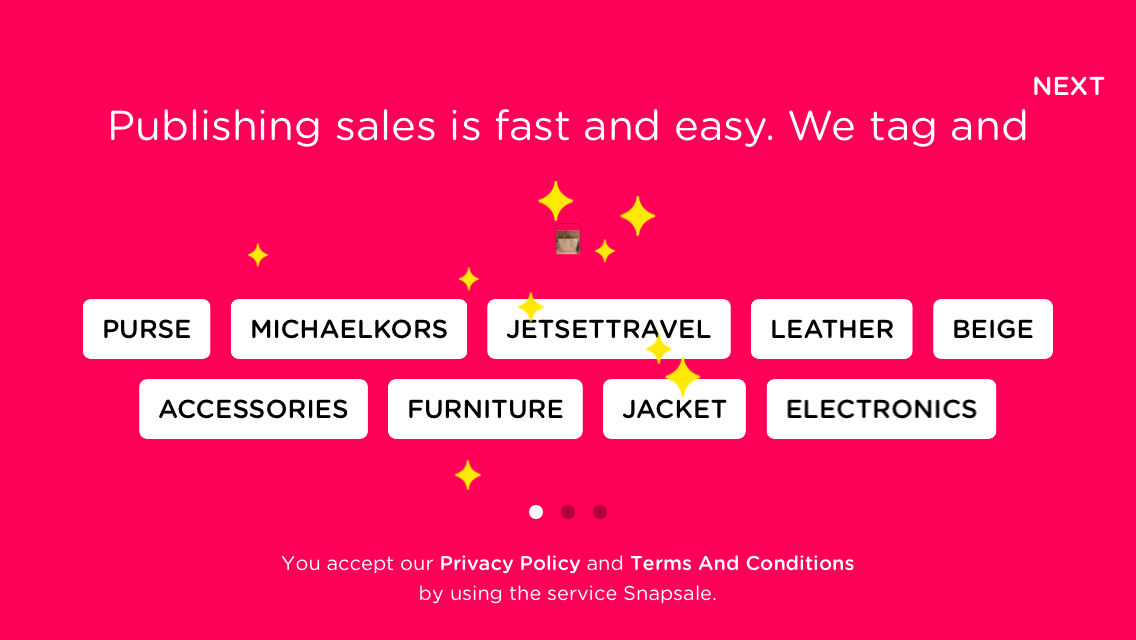 NEXT
Publishing sales is fast and easy. We tag and
PURSE MICHAELKORS JETSETTRAVEL LEATHER BEIGE
ACCESSORIES FURNITURE JACKET ELECTRONICS
You accept our Privacy Policy and Terms And Conditions
by using the service Snapsale.